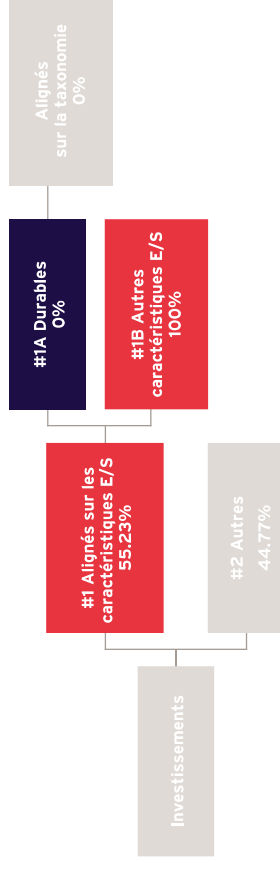 Investissements
#1 Alignés sur les
caractéristiques E/S
55.23%
#2 Autres
44.77%
#1A Durables
0%
#1B Autres
caractéristiques E/S
100%
Alignés
sur la taxonomie
0%